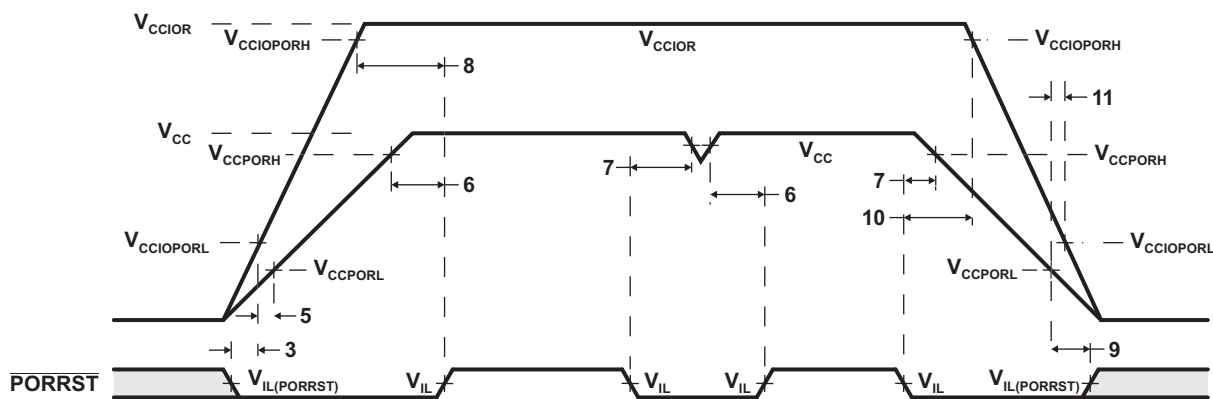 VCCIOR
VCCIOPORH
VCCIOR
VCCIOPORH
8
11
VCC
VCCPORH
7
VCC
VCCPORH
6
6
7
10
VCCIOPORL
VCCIOPORL
VCCPORL
VCCPORL
5
3
9
PORRST
VIL(PORRST)
VIL
VIL
VIL
VIL
VIL(PORRST)